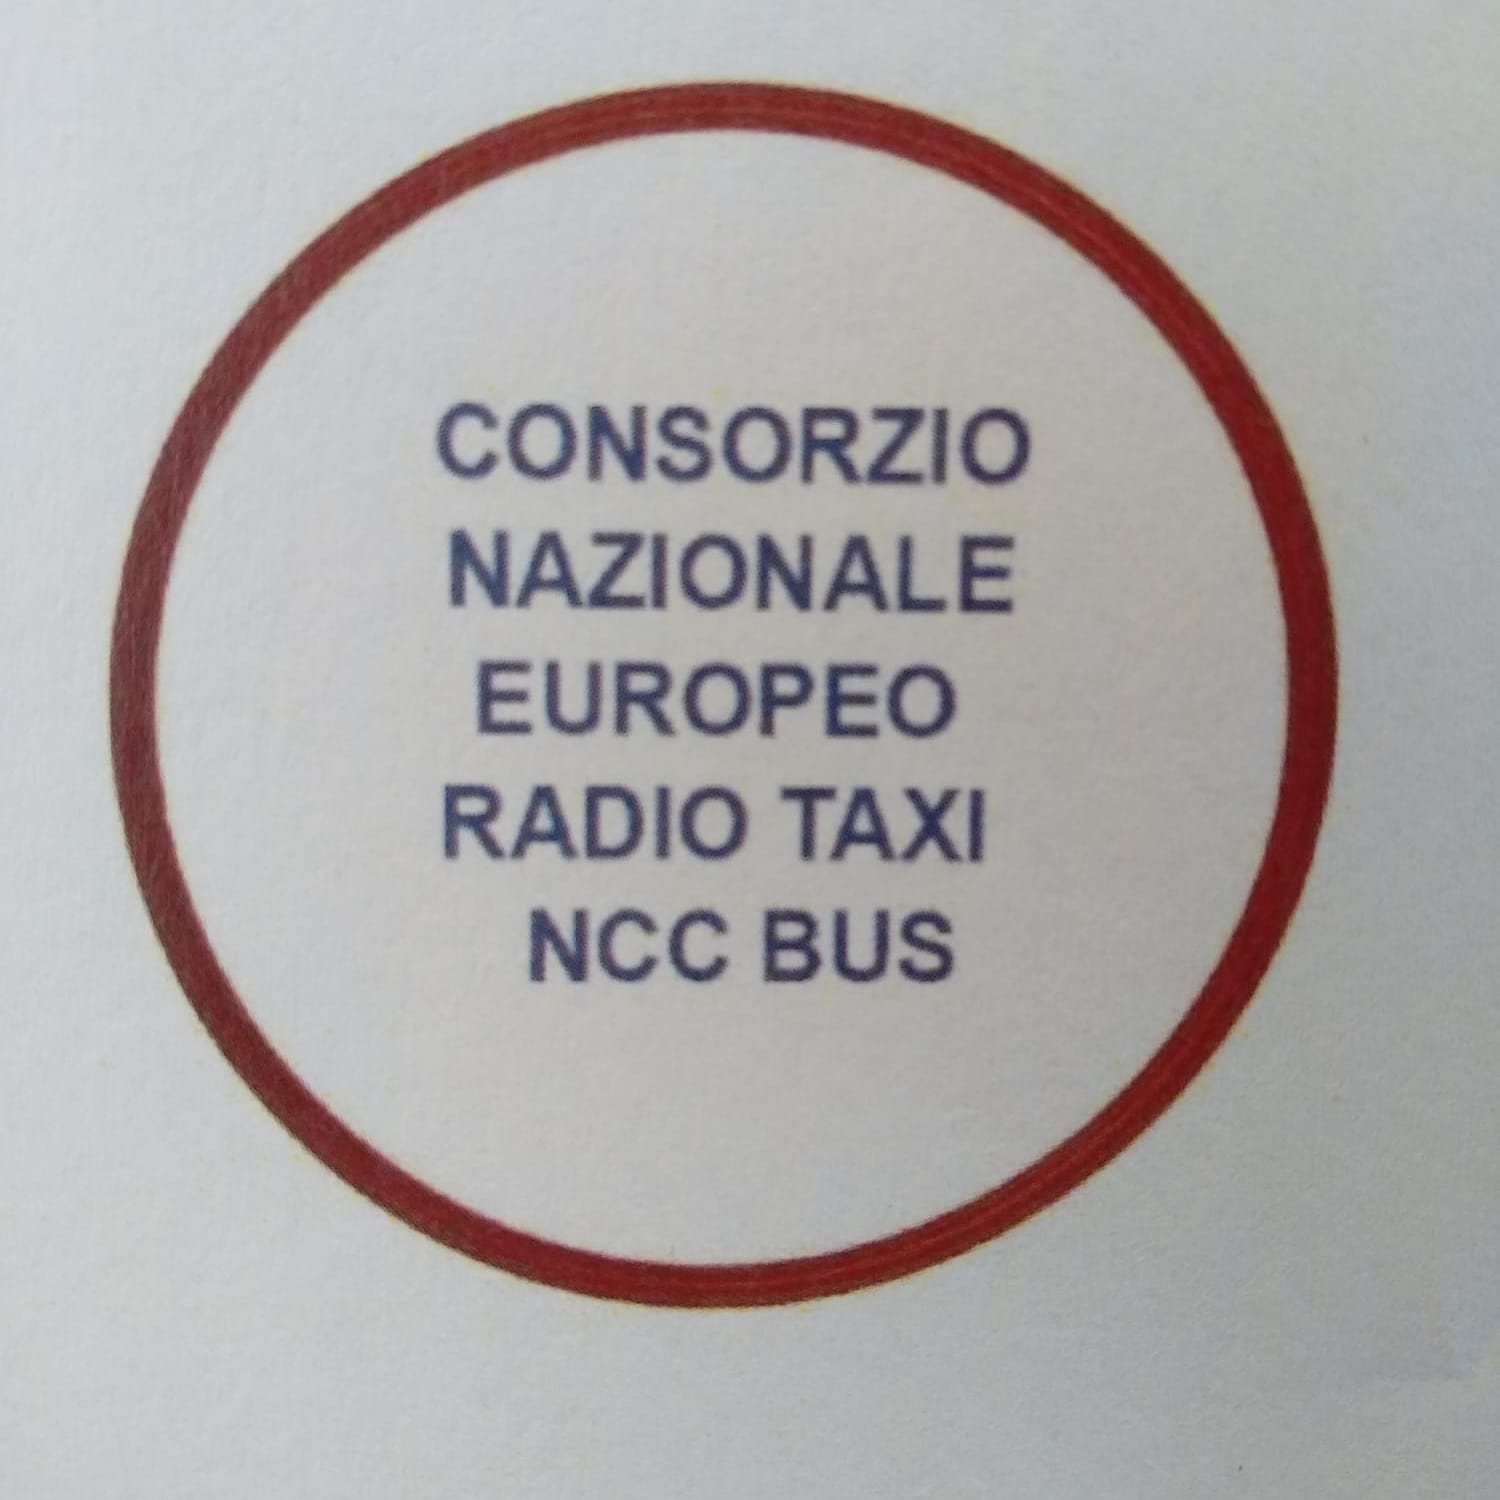 CONSORZIO
NAZIONALE
EUROPEO
RADIO TAXI
NCC BUS